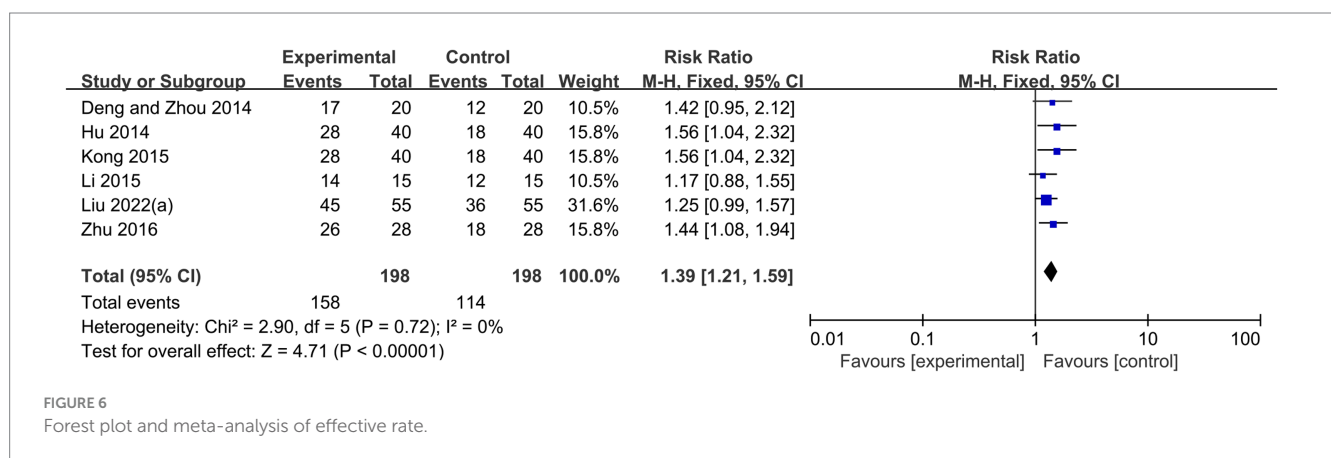 Experimental Control Risk Ratio Risk Ratio
Study or Subgroup Events Total Events Total Weight M-H, Fixed, 95% CI M-H, Fixed, 95% CI
Deng and Zhou 2014 17 20 12 20 10.5% 1.42 [0.95, 2.12]
Hu 2014 28 40 18 40 15.8% 1.56 [1.04, 2.32]
Kong 2015 28 40 18 40 15.8% 1.56 [1.04, 2.32]
Li 2015 14 15 12 15 10.5% 1.17 [0.88, 1.55]
Liu 2022(a) 45 55 36 55 31.6% 1.25 [0.99, 1.57]
Zhu 2016 26 28 18 28 15.8% 1.44 [1.08, 1.94]
Total (95% CI) 198 198 100.0% 1.39 [1.21, 1.59]
Total events 158 114
Heterogeneity: Chi² = 2.90, df = 5 (P = 0.72); I² = 0%
Test for overall effect: Z = 4.71 (P < 0.00001)
0.01 0.1 1 10 100
Favours [experimental] Favours [control]
FIGURE 6
Forest plot and meta-analysis of effective rate.